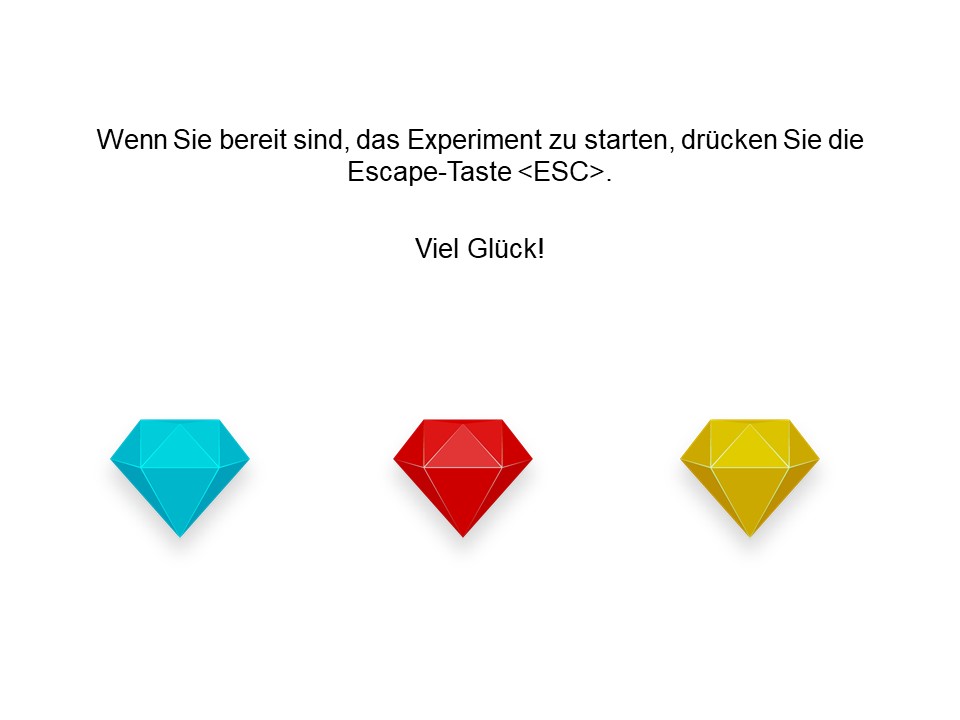 Wenn Sie bereit sind, das Experiment zu starten, drücken Sie die
Escape-Taste <ESC>.
Viel Glück!